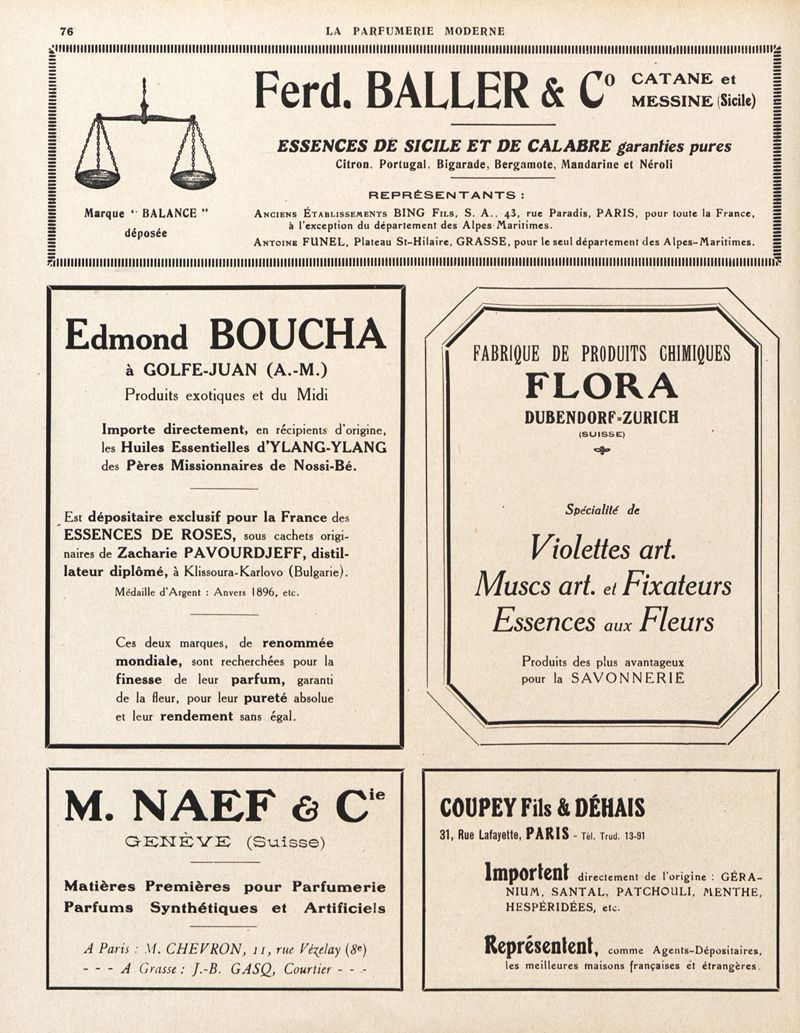 76
LA PARFUMERIE MODERNE
Ferd. BALLER & Cº CATANE et
MESSINE (Sicile)
ESSENCES DE SICILE ET DE CALABRE garanties pures
Citron, Portugal, Bigarade, Bergamote, Mandarine et Néroli
Marque "BALANCE"
déposée
REPRÉSENTANTS :
ANCIENS ÉTABLISSEMENTS BING FILS, S. A., 43, rue Paradis, PARIS, pour toute la France,
à l'exception du département des Alpes Maritimes.
ANTOINE FUNEL, Plateau St-Hilaire, GRASSE, pour le seul département des Alpes-Maritimes.
Edmond BOUCHA
à GOLFE-JUAN (A.-M.)
Produits exotiques et du Midi
Importe directement, en récipients d'origine,
les Huiles Essentielles d'YLANG-YLANG
des Pères Missionnaires de Nossi-Bé.
Est dépositaire exclusif pour la France des
ESSENCES DE ROSES, sous cachets origi-
naires de Zacharie PAVOURDJEFF, distil-
lateur diplômé, à Klissoura-Karlovo (Bulgarie).
Médaille d'Argent : Anvers 1896, etc.
Ces deux marques, de renommée
mondiale, sont recherchées pour la
finesse de leur parfum, garanti
de la fleur, pour leur pureté absolue
et leur rendement sans égal.
FABRIQUE DE PRODUITS CHIMIQUES
FLORA
DUBENDORF-ZURICH
(SUISSE)
Spécialité de
Violettes art.
Muscs art. et Fixateurs
Essences aux Fleurs
Produits des plus avantageux
pour la SAVONNERIE
M. NAEF & Cie
GENÈVE (Suisse)
Matières Premières pour Parfumerie
Parfums Synthétiques et Artificiels
A Paris : M. CHEVRON, 11, rue Vézelay (8e)
- - - A Grasse : J.-B. GASQ, Courtier - - -
COUPEY Fils & DÉHAIS
31, Rue Lafayette, PARIS - Tél. Trud. 13-91
Importent directement de l'origine : GÉRA-
NIUM, SANTAL, PATCHOULI, MENTHE,
HESPÉRIDÉES, etc.
Représentent, comme Agents-Dépositaires,
les meilleures maisons françaises et étrangères.